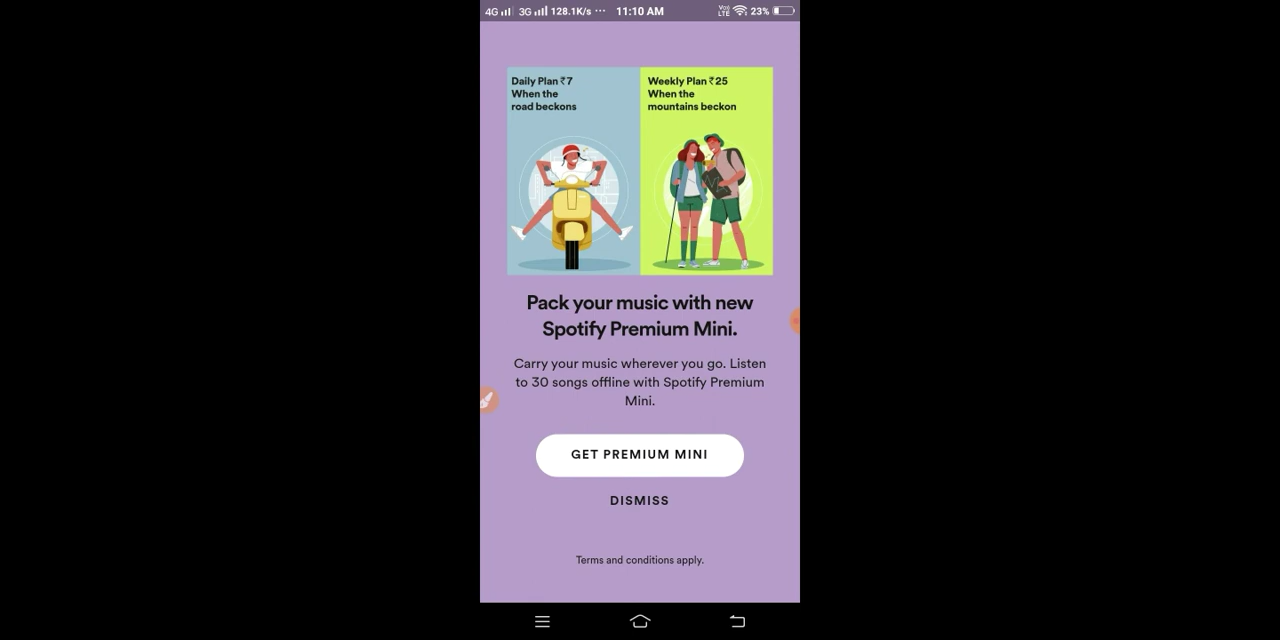 4G 3G 128.1K/s ··· 11:10 AM Vo) LTE 23%
Daily Plan ₹7
When the
road beckons
Weekly Plan ₹25
When the
mountains beckon
Pack your music with new
Spotify Premium Mini.
Carry your music wherever you go. Listen
to 30 songs offline with Spotify Premium
Mini.
GET PREMIUM MINI
DISMISS
Terms and conditions apply.